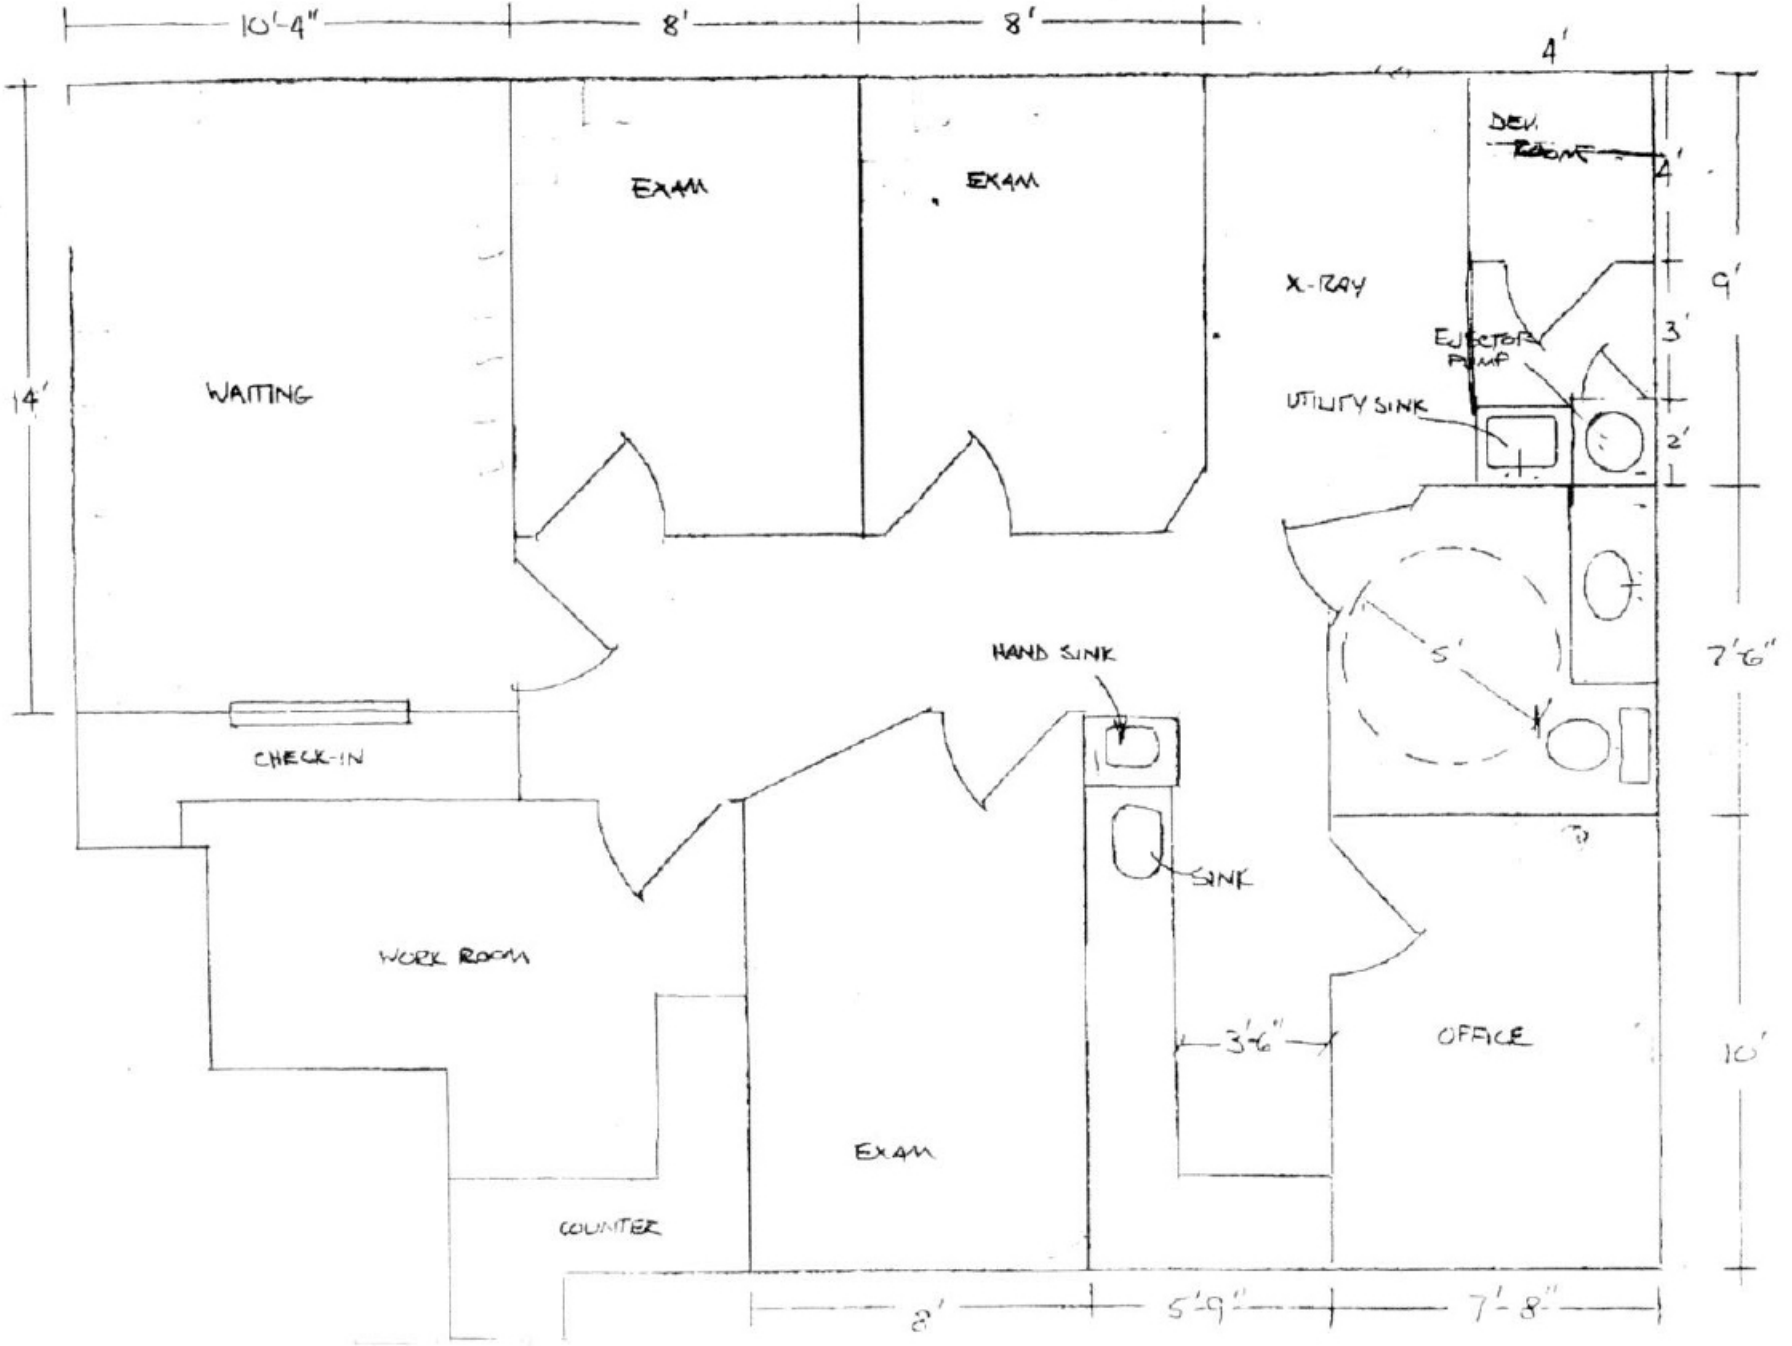 10'-4"
8'
8'
4'
DEV.
ROOM
4'
EXAM
EXAM
X-RAY
9'
EJECTOR
PUMP
3'
14'
WAITING
UTILITY SINK
2'
HAND SINK
5'
7'-6"
CHECK-IN
SINK
WORK ROOM
3'-6"
OFFICE
10'
EXAM
COUNTER
8'
5'-9"
7'-8"